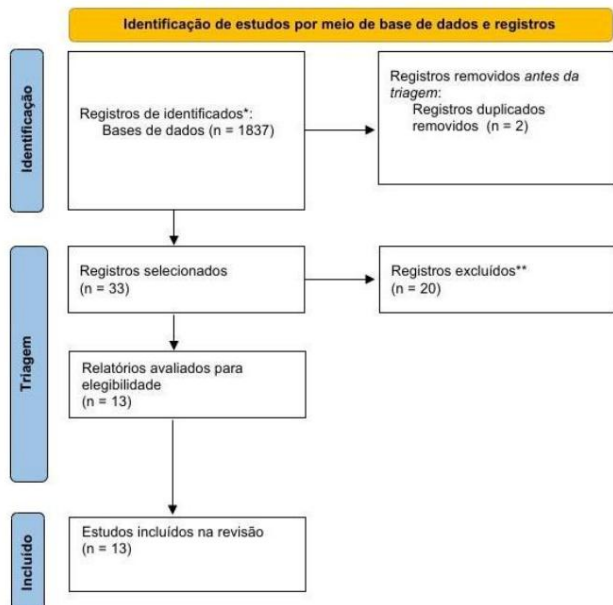 Identificação de estudos por meio de base de dados e registros
Identificação
Registros de identificados*:
Bases de dados (n = 1837)
Registros removidos antes da
triagem:
Registros duplicados
removidos (n = 2)
Triagem
Registros selecionados
(n = 33)
Registros excluídos**
(n = 20)
Relatórios avaliados para
elegibilidade
(n = 13)
Incluído
Estudos incluídos na revisão
(n = 13)